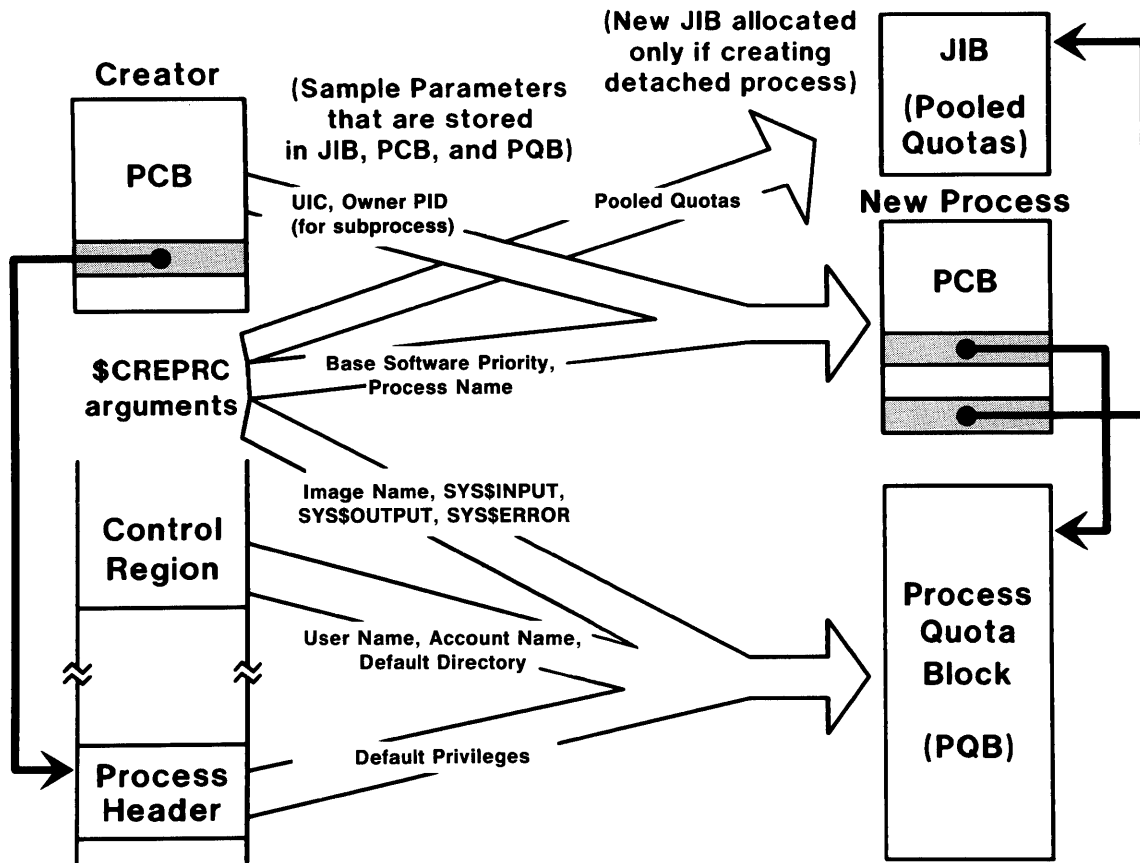 (New JIB allocated
only if creating
detached process)
JIB
(Pooled
Quotas)
Creator
(Sample Parameters
that are stored
in JIB, PCB, and PQB)
PCB
UIC, Owner PID
(for subprocess)
Pooled Quotas
New Process
PCB
$CREPRC
arguments
Base Software Priority,
Process Name
Image Name, SYS$INPUT,
SYS$OUTPUT, SYS$ERROR
Control
Region
User Name, Account Name,
Default Directory
Process
Quota
Block
(PQB)
Default Privileges
Process
Header